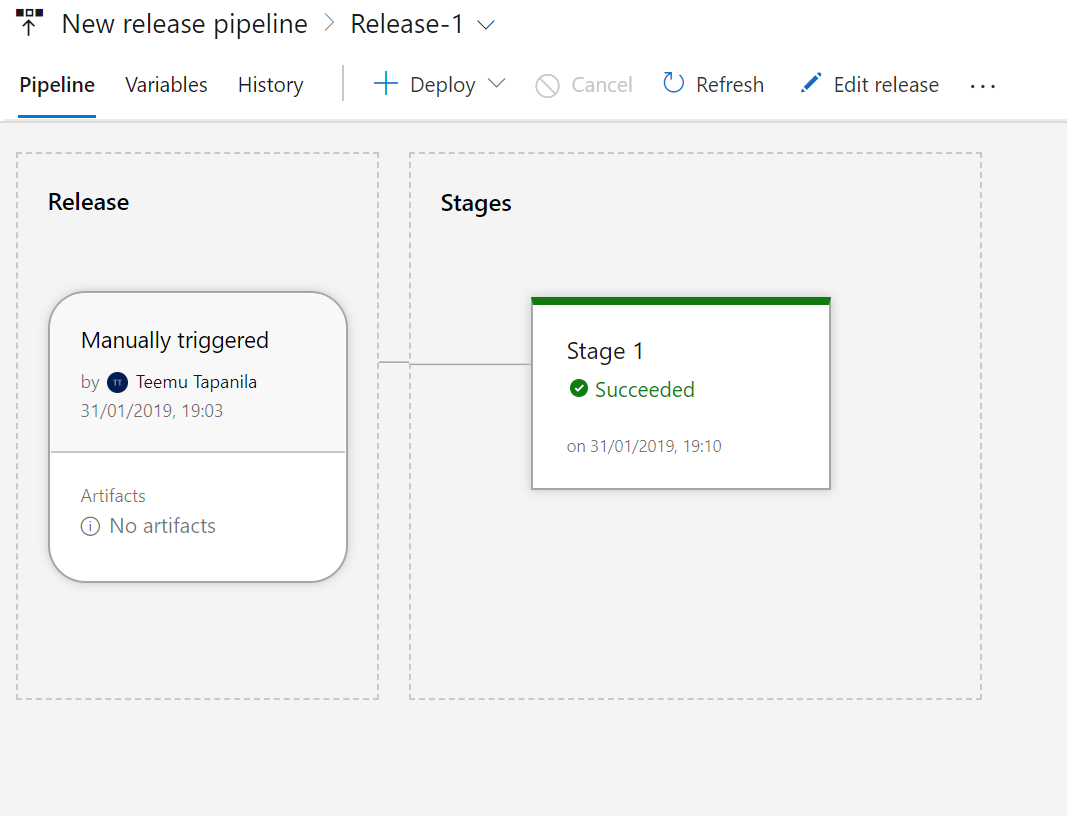 New release pipeline > Release-1
Pipeline Variables History Deploy Cancel Refresh Edit release ...
Release
Manually triggered
by TT Teemu Tapanila
31/01/2019, 19:03
Artifacts
No artifacts
Stages
Stage 1
Succeeded
on 31/01/2019, 19:10